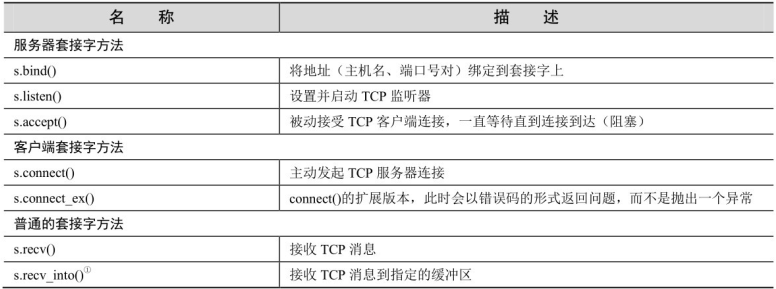 名 称 描 述
服务器套接字方法
s.bind() 将地址（主机名、端口号对）绑定到套接字上
s.listen() 设置并启动 TCP 监听器
s.accept() 被动接受 TCP 客户端连接，一直等待直到连接到达（阻塞）
客户端套接字方法
s.connect() 主动发起 TCP 服务器连接
s.connect_ex() connect()的扩展版本，此时会以错误码的形式返回问题，而不是抛出一个异常
普通的套接字方法
s.recv() 接收 TCP 消息
s.recv_into()① 接收 TCP 消息到指定的缓冲区